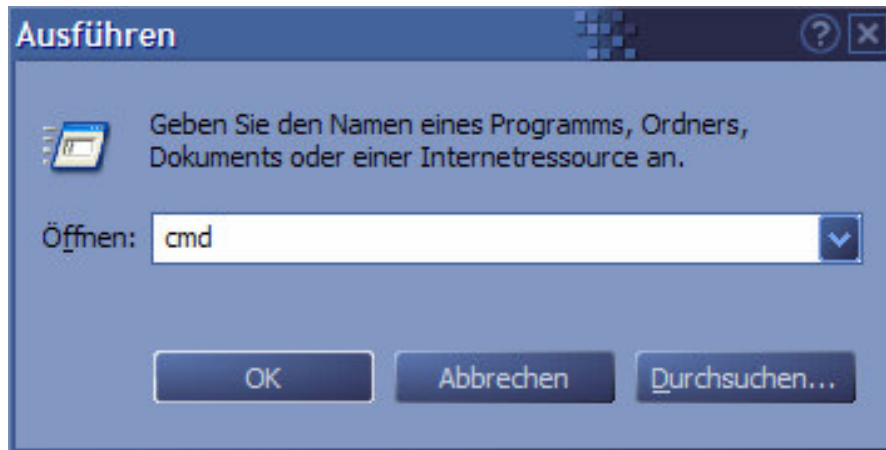 Ausführen
Geben Sie den Namen eines Programms, Ordners,
Dokuments oder einer Internetressource an.
Öffnen: cmd
OK Abbrechen Durchsuchen...